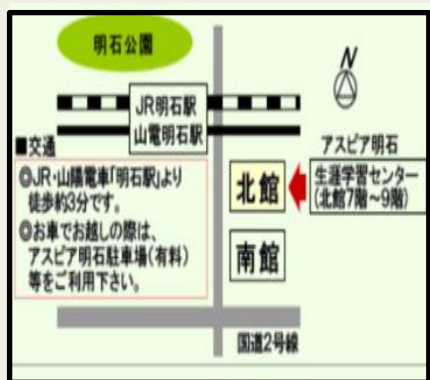 明石公園
N
JR明石駅
山電明石駅
■交通
◎JR・山陽電車「明石駅」より
徒歩約3分です。
◎お車でお越しの際は、
アスピア明石駐車場(有料)
等をご利用下さい。
アスピア明石
北館
生涯学習センター
(北館7階～9階)
南館
国道2号線